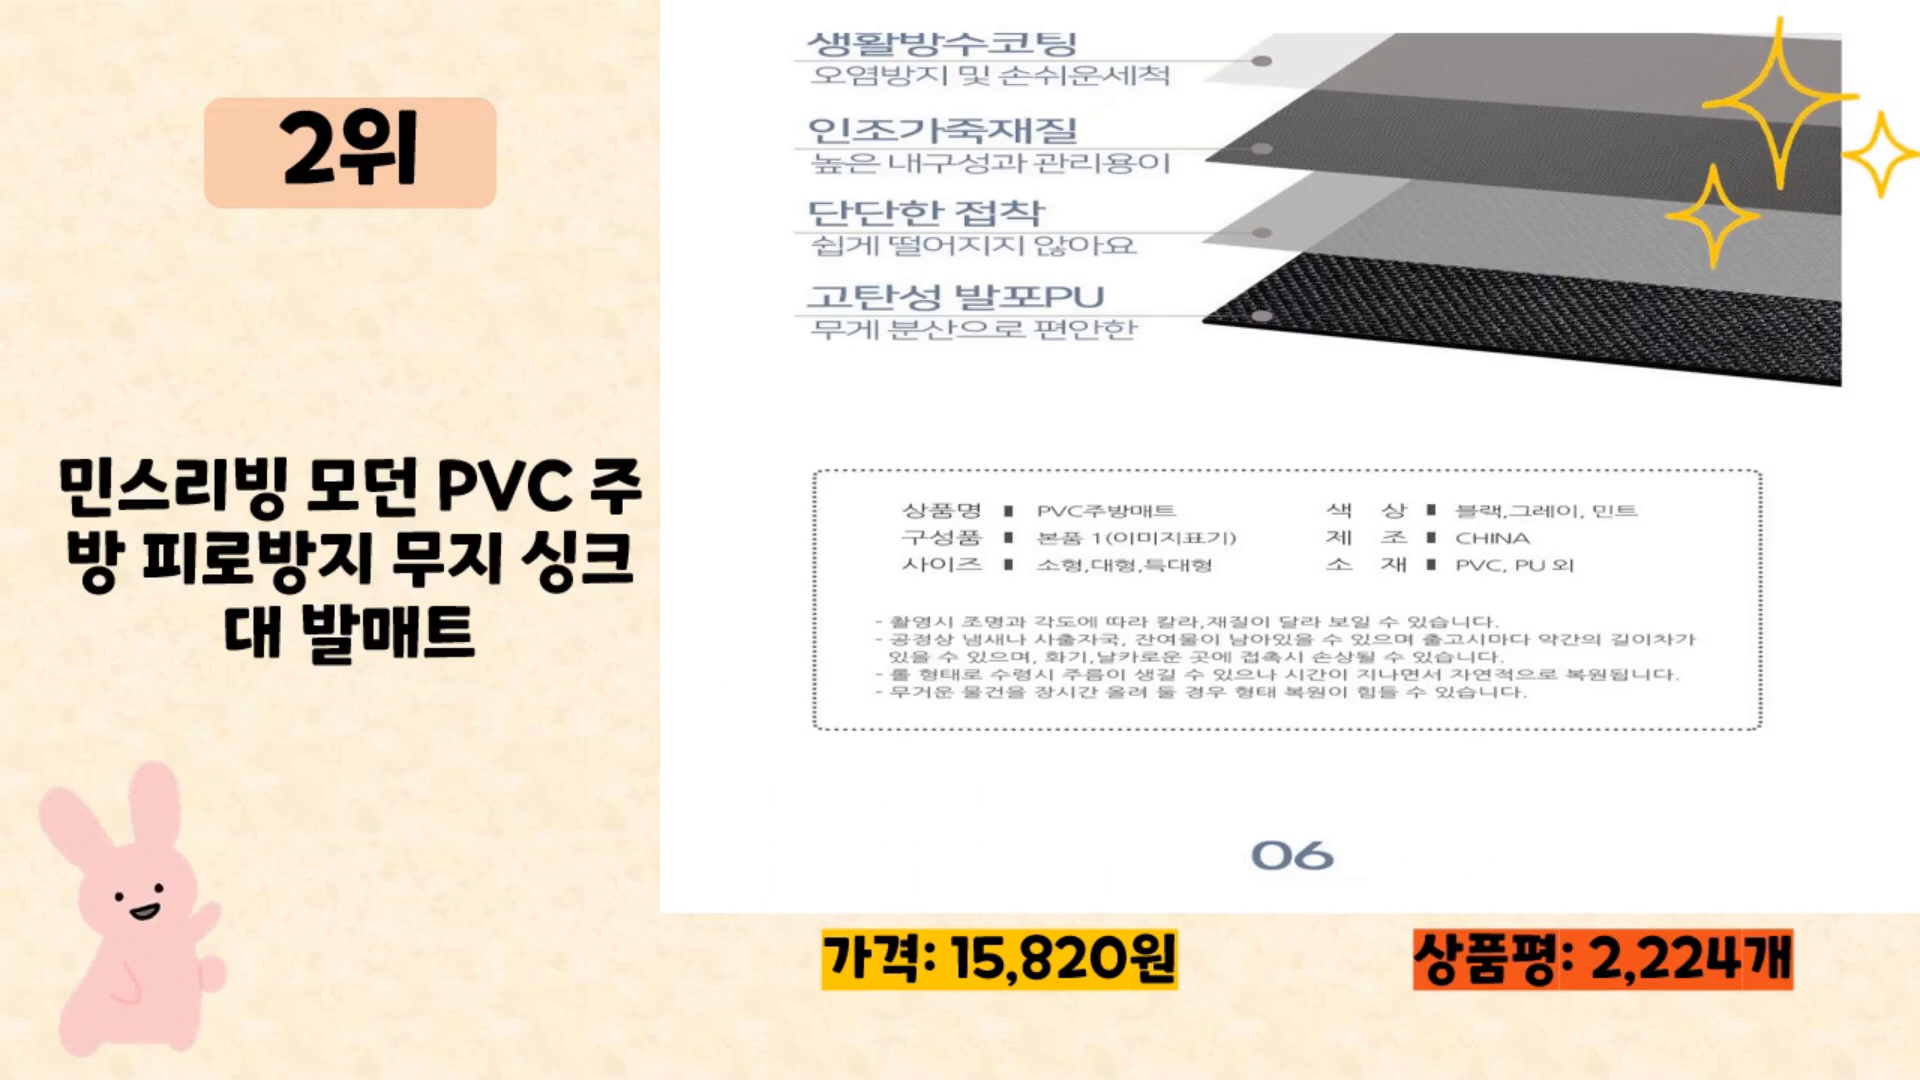 2위
민스리빙 모던 PVC 주
방 피로방지 무지 싱크
대 발매트
생활방수코팅
오염방지 및 손쉬운세척
인조가죽재질
높은 내구성과 관리용이
단단한 접착
쉽게 떨어지지 않아요
고탄성 발포PU
무게 분산으로 편안한
상품명 ▪ PVC주방매트 색 상 ▪ 블랙,그레이, 민트
구성품 ▪ 본품 1(이미지표기) 제 조 ▪ CHINA
사이즈 ▪ 소형,대형,특대형 소 재 ▪ PVC, PU 외
- 촬영시 조명과 각도에 따라 칼라,재질이 달라 보일 수 있습니다.
- 공정상 냄새나 사출자국, 잔여물이 남아있을 수 있으며 출고시마다 약간의 길이차가
있을 수 있으며, 화기,날카로운 곳에 접촉시 손상될 수 있습니다.
- 롤 형태로 수령시 주름이 생길 수 있으나 시간이 지나면서 자연적으로 복원됩니다.
- 무거운 물건을 장시간 올려 둘 경우 형태 복원이 힘들 수 있습니다.
06
가격: 15,820원
상품평: 2,224개